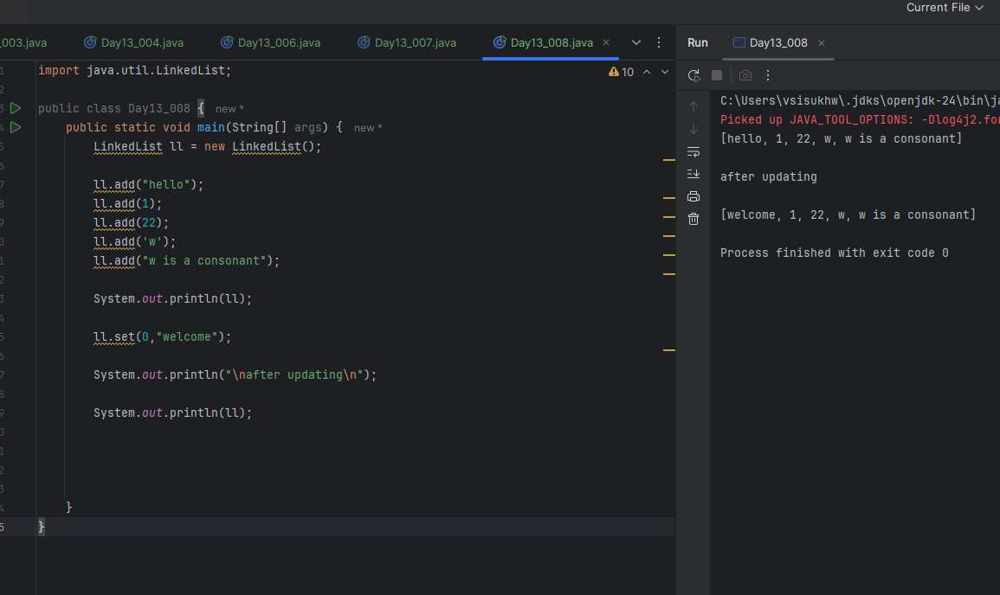 Current File
_003.java
Day13_004.java
Day13_006.java
Day13_007.java
Day13_008.java
Run
Day13_008
10
import java.util.LinkedList;
public class Day13_008 { new *
public static void main(String[] args) { new *
LinkedList ll = new LinkedList();
ll.add("hello");
ll.add(1);
ll.add(22);
ll.add('w');
ll.add("w is a consonant");
System.out.println(ll);
ll.set(0,"welcome");
System.out.println("\nafter updating\n");
System.out.println(ll);
}
}
C:\Users\vsisukhw\.jdks\openjdk-24\bin\ja
Picked up JAVA_TOOL_OPTIONS: -Dlog4j2.for
[hello, 1, 22, w, w is a consonant]
after updating
[welcome, 1, 22, w, w is a consonant]
Process finished with exit code 0